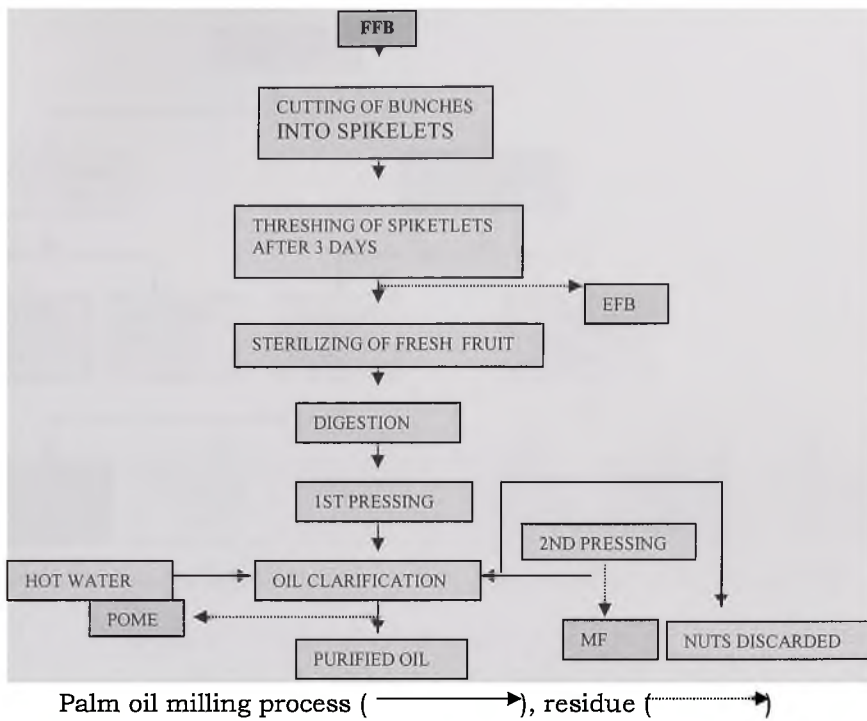 FFB
CUTTING OF BUNCHES
INTO SPIKELETS
THRESHING OF SPIKETLETS
AFTER 3 DAYS
EFB
STERILIZING OF FRESH FRUIT
DIGESTION
1ST PRESSING
2ND PRESSING
HOT WATER
OIL CLARIFICATION
POME
MF
NUTS DISCARDED
PURIFIED OIL
Palm oil milling process ( ), residue ( )